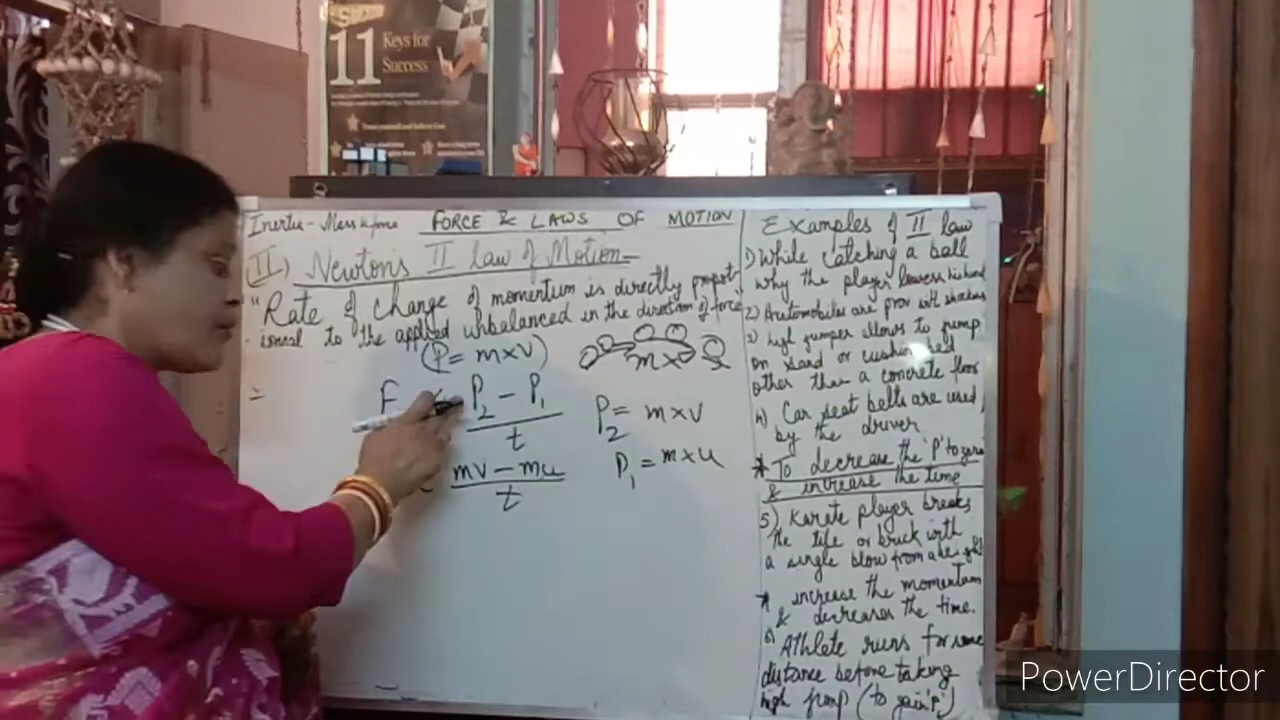 11
Keys for
Success
Inertia - Mass & force
FORCE & LAWS OF MOTION
II) Newtons II law of Motion
"Rate of change of momentum is directly proport-
ional to the applied unbalanced in the direction of force"
(P = m×v)
F P2 - P1
t
mv - mu
t
m×
P2 = m×v
P1 = m×u
Examples of II law
1) While catching a ball
why the player lowers his hand
2) Automobiles are prov with shockers
3) high jumper allows to jump
on sand or cushion bed
other than a concrete floor
4) Car seat belts are used
by the driver
* To decrease the 'P' to zero
& increase the time
5) Karate player breaks
the tile or brick with
a single blow from
* increase the momentum
& decreases the time.
6) Athlete runs for some
distance before taking
high jump (to gain 'P')
PowerDirector